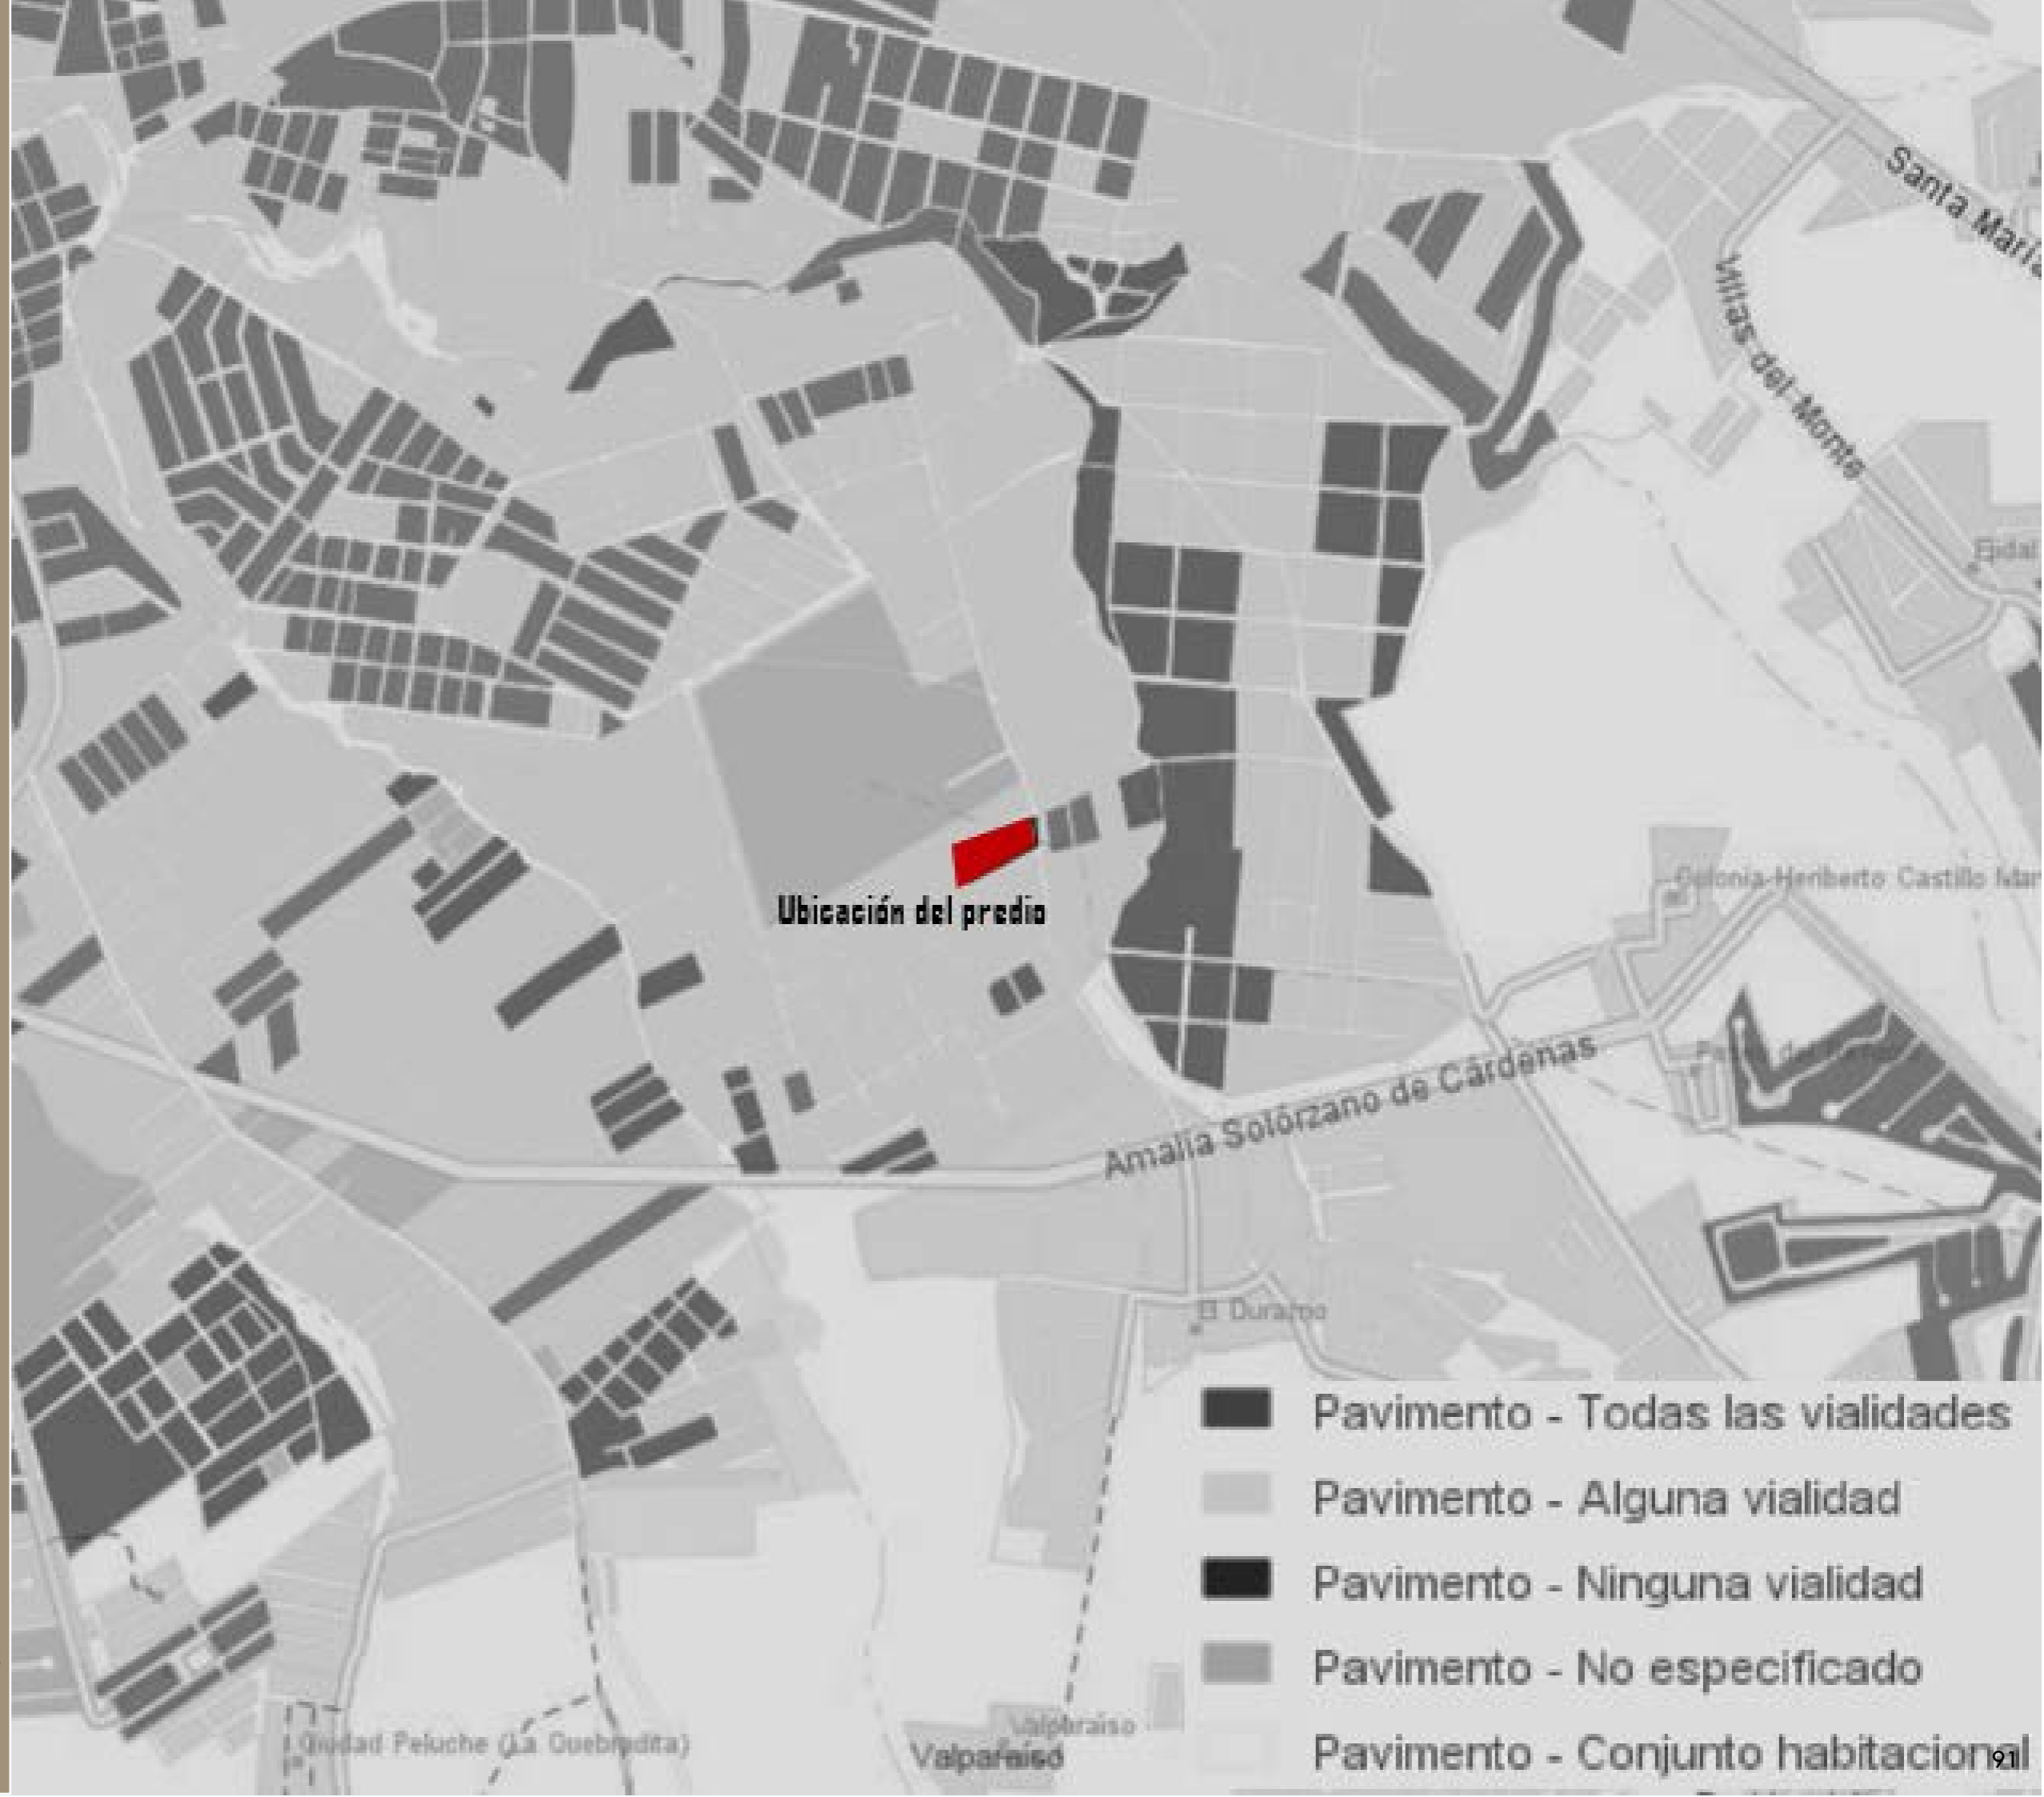 Santa María
Villas del Monte
Ejidal
Colonia Heriberto Castillo Mar
Ubicación del predio
Amalia Solórzano de Cárdenas
El Durazno
Pavimento - Todas las vialidades
Pavimento - Alguna vialidad
Pavimento - Ninguna vialidad
Pavimento - No especificado
Ciudad Peluche (La Quebradita)
Valparaíso
Valparaiso
Pavimento - Conjunto habitacional
91